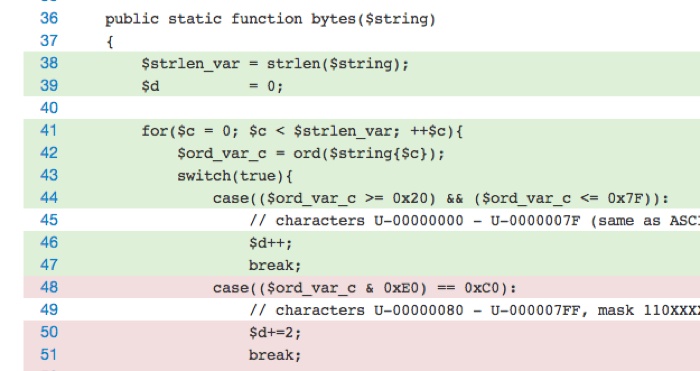 36 public static function bytes($string)
37 {
38 $strlen_var = strlen($string);
39 $d = 0;
40
41 for($c = 0; $c < $strlen_var; ++$c){
42 $ord_var_c = ord($string{$c});
43 switch(true){
44 case(($ord_var_c >= 0x20) && ($ord_var_c <= 0x7F)):
45 // characters U-00000000 - U-0000007F (same as ASC
46 $d++;
47 break;
48 case(($ord_var_c & 0xE0) == 0xC0):
49 // characters U-00000080 - U-000007FF, mask 110XXX
50 $d+=2;
51 break;